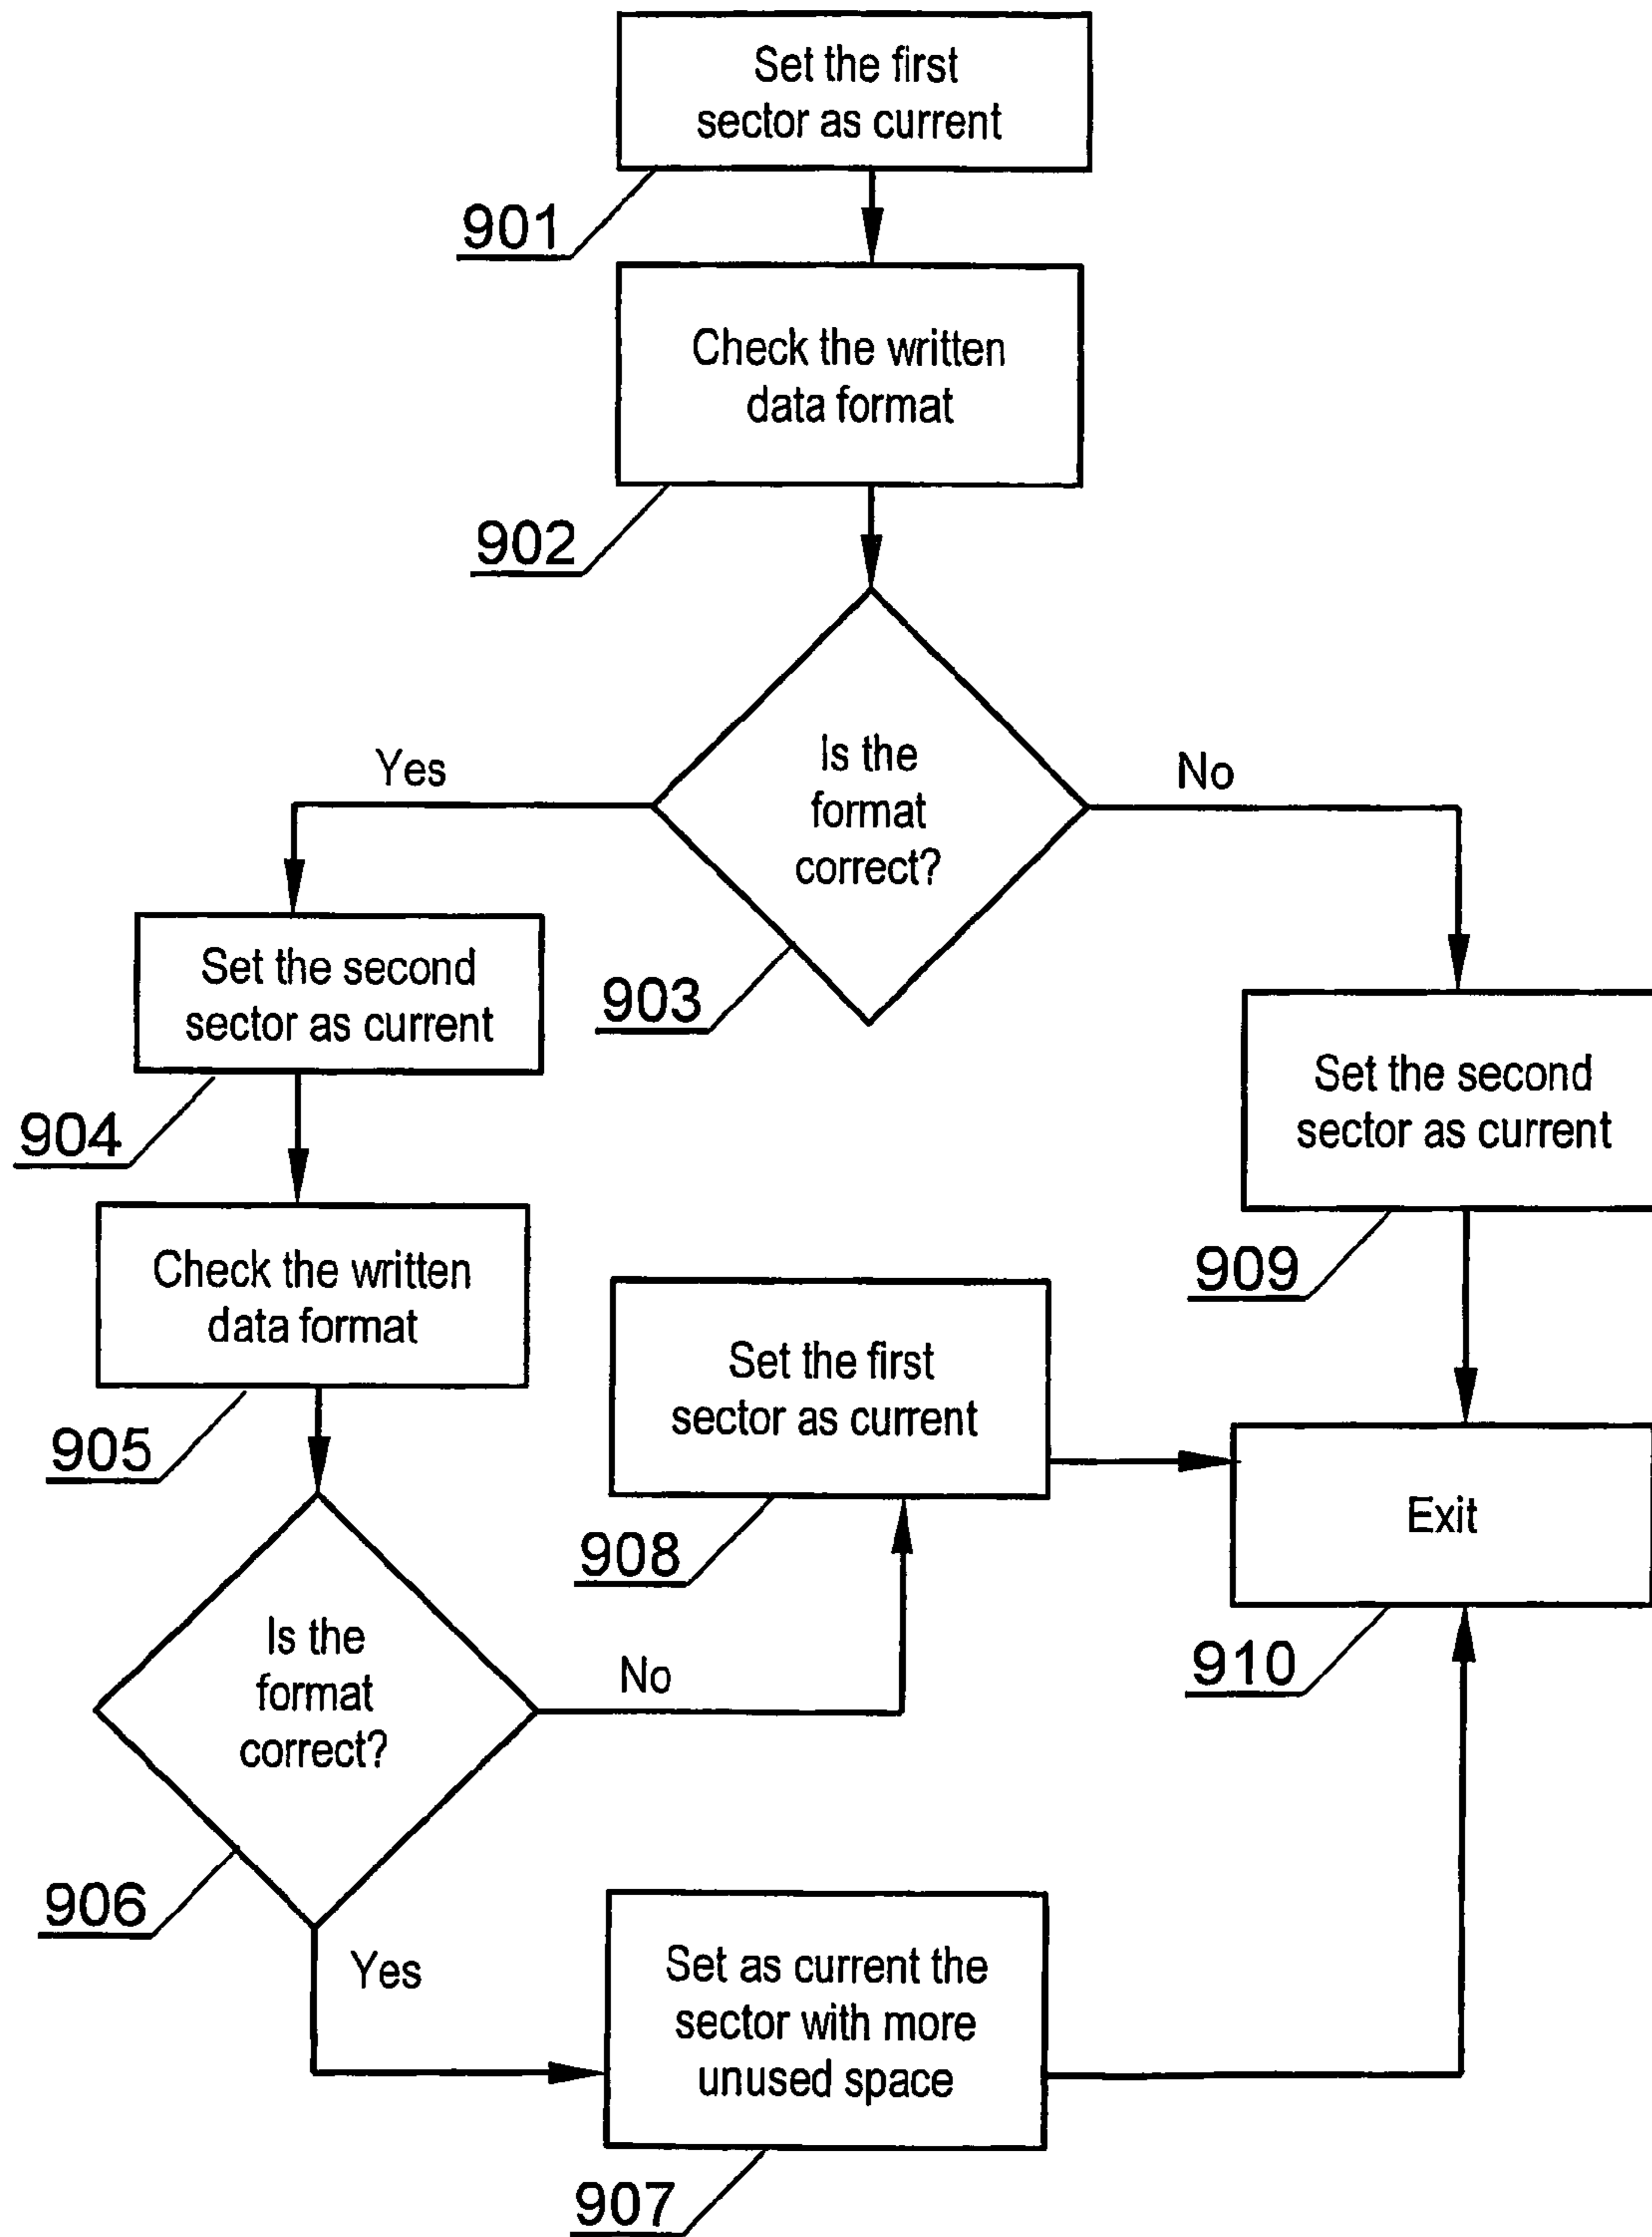 Set the first
sector as current
901
Check the written
data format
902
Is the
format
correct?
Yes
No
903
Set the second
sector as current
904
Set the second
sector as current
909
Check the written
data format
905
Set the first
sector as current
908
Exit
910
Is the
format
correct?
No
906
Yes
Set as current the
sector with more
unused space
907